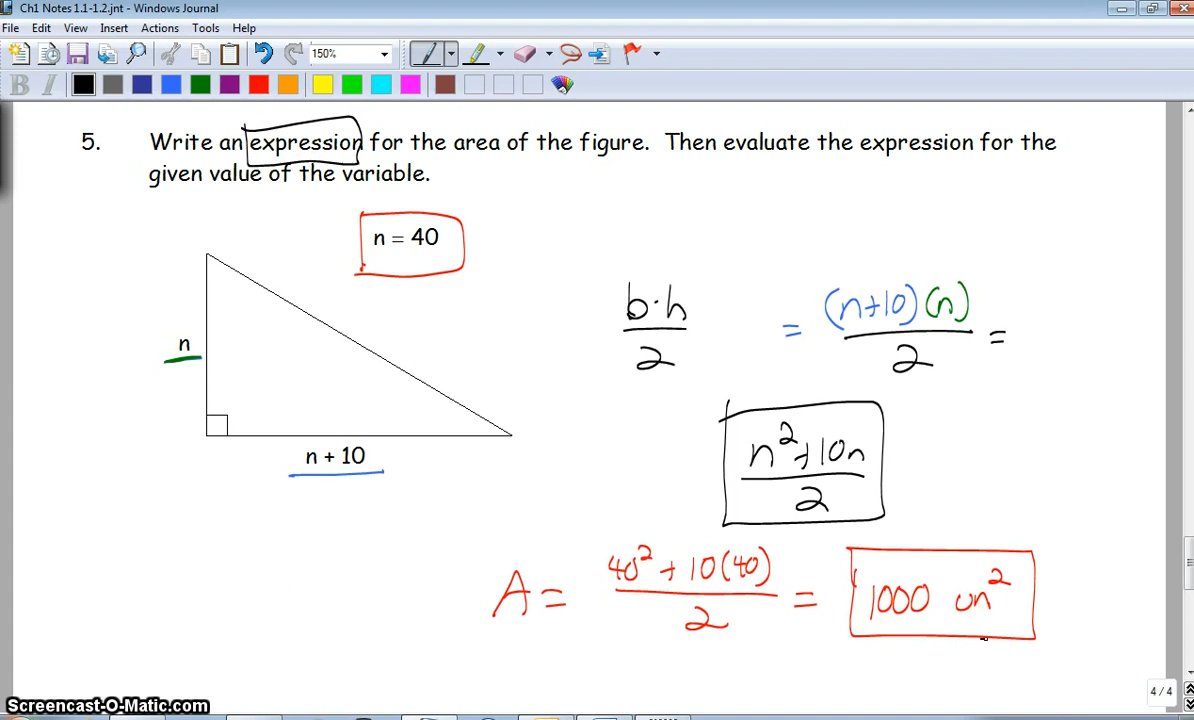 Ch1 Notes 1.1-1.2.jnt - Windows Journal
File Edit View Insert Actions Tools Help
150%
B I
5. Write an expression for the area of the figure. Then evaluate the expression for the
given value of the variable.
n = 40
b·h
2
= (n+10)(n)
2
=
n
n + 10
n²+10n
2
A = 40² + 10(40)
2
= 1000 un²
4 / 4
Screencast-O-Matic.com